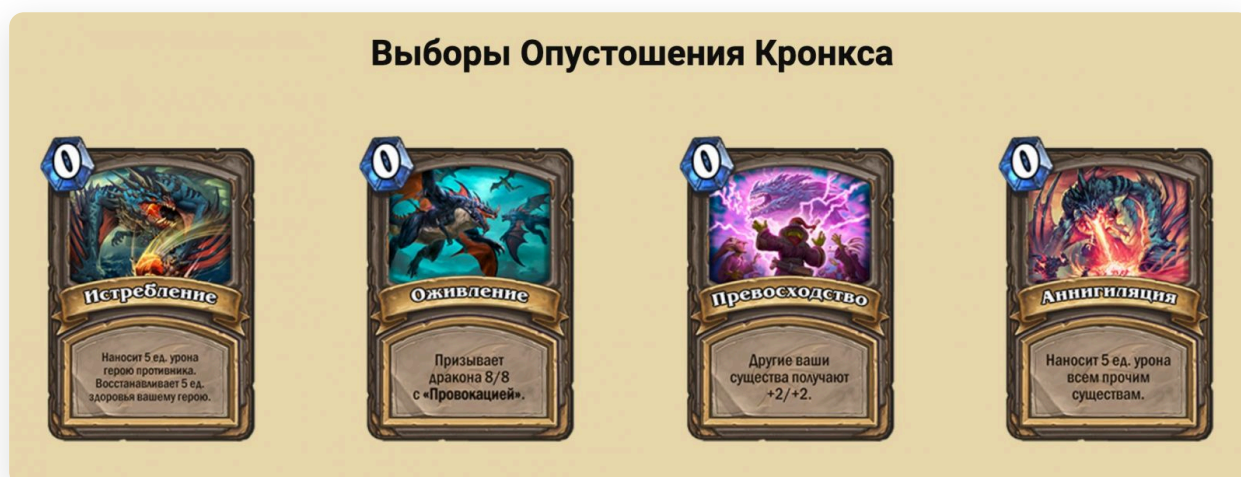 Выборы Опустошения Кронкса
0
Истребление
Наносит 5 ед. урона
герою противника.
Восстанавливает 5 ед.
здоровья вашему герою.
0
Оживление
Призывает
дракона 8/8
с «Провокацией».
0
Превосходство
Другие ваши
существа получают
+2/+2.
0
Аннигиляция
Наносит 5 ед. урона
всем прочим
существам.